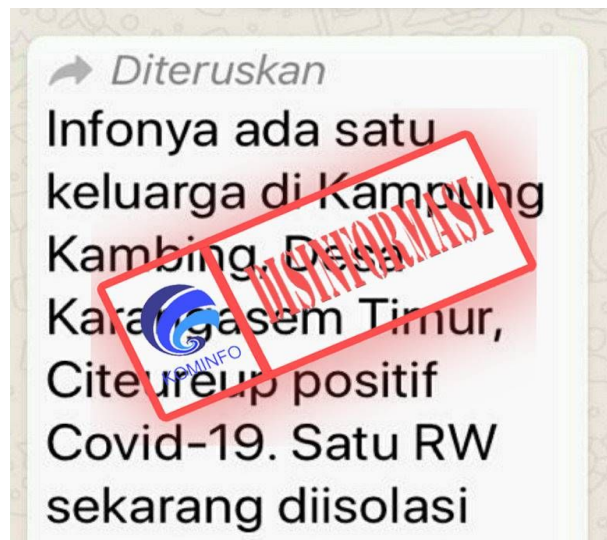 Diteruskan
Infonya ada satu
keluarga di Kampung
Kambing, Desa
Karangasem Timur,
Citeureup positif
Covid-19. Satu RW
sekarang diisolasi
DISINFORMASI
KOMINFO